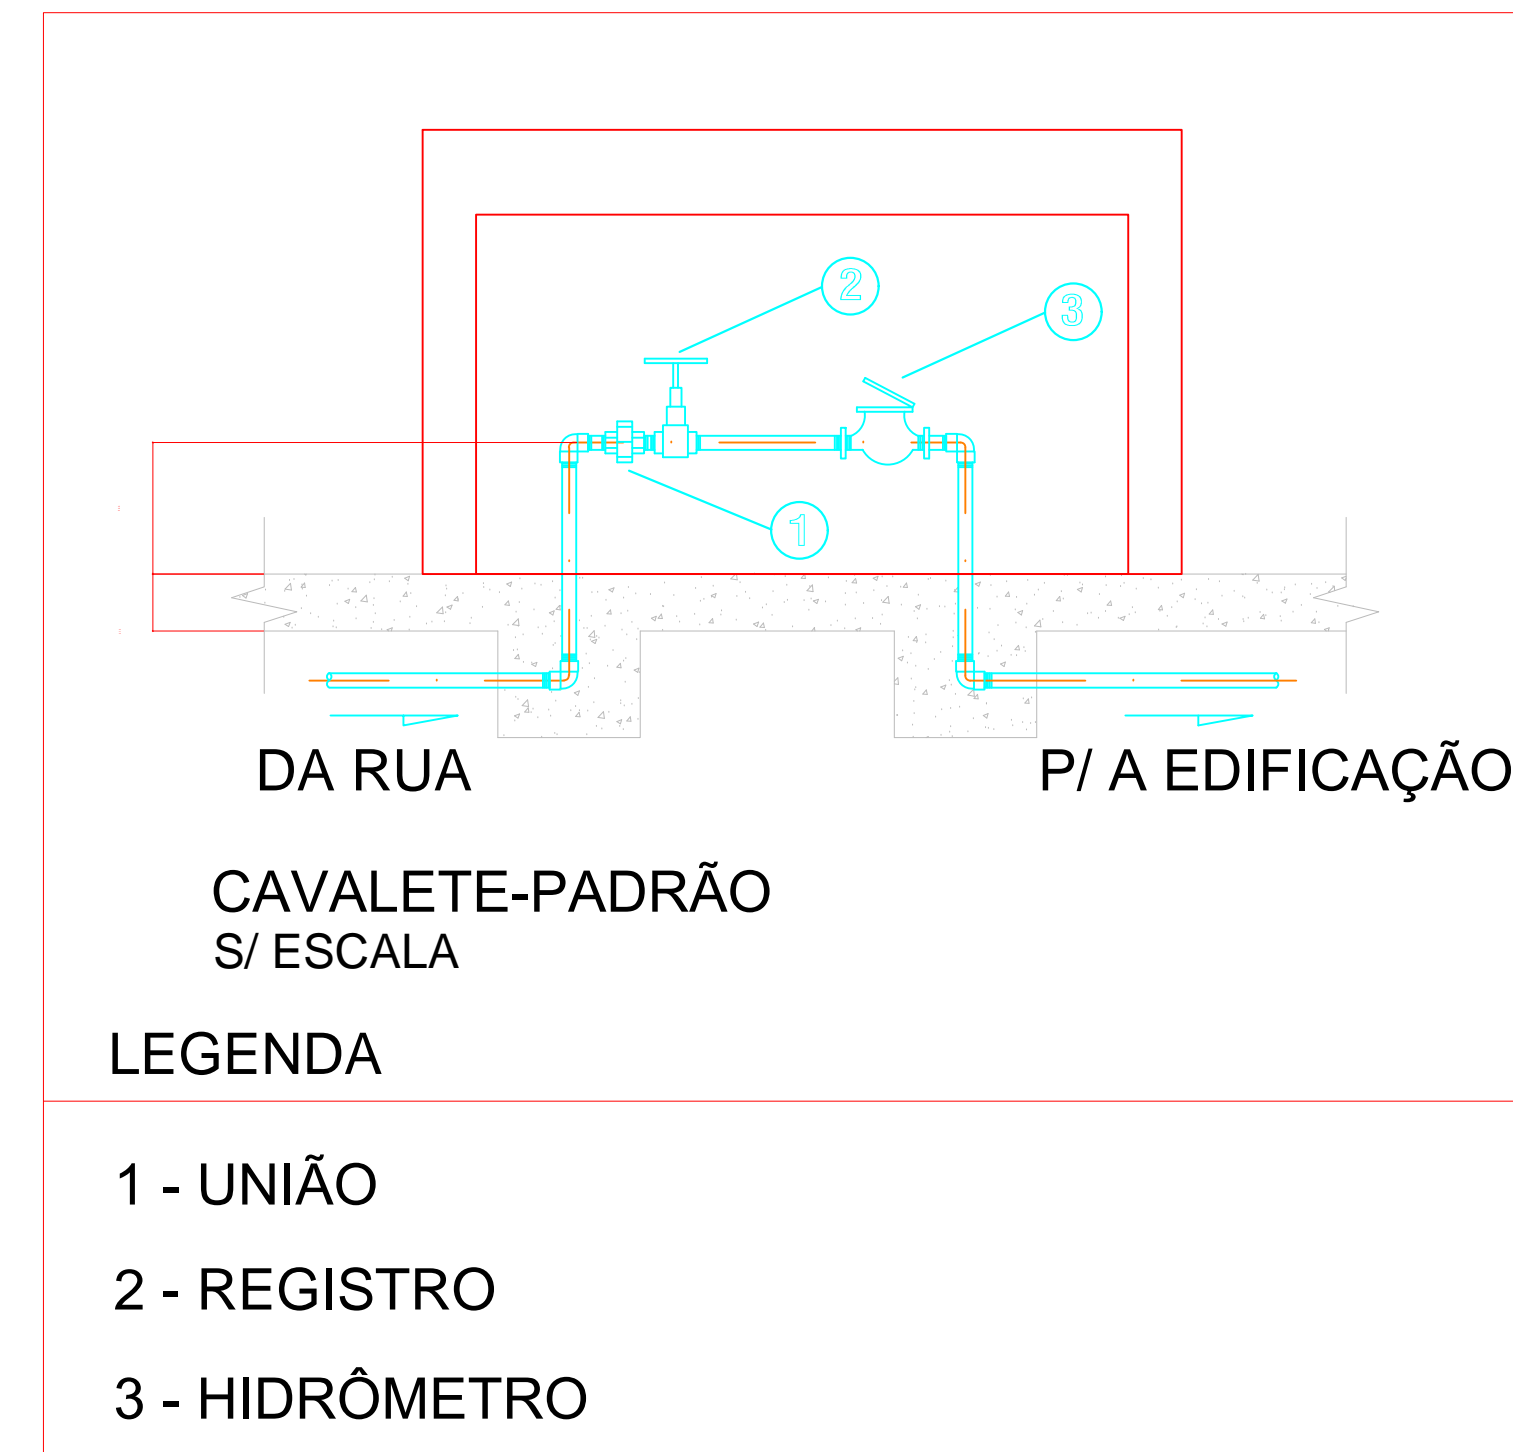 2
3
1
DA RUA
P/ A EDIFICAÇÃO
CAVALETE-PADRÃO
S/ ESCALA
LEGENDA
1 - UNIÃO
2 - REGISTRO
3 - HIDRÔMETRO